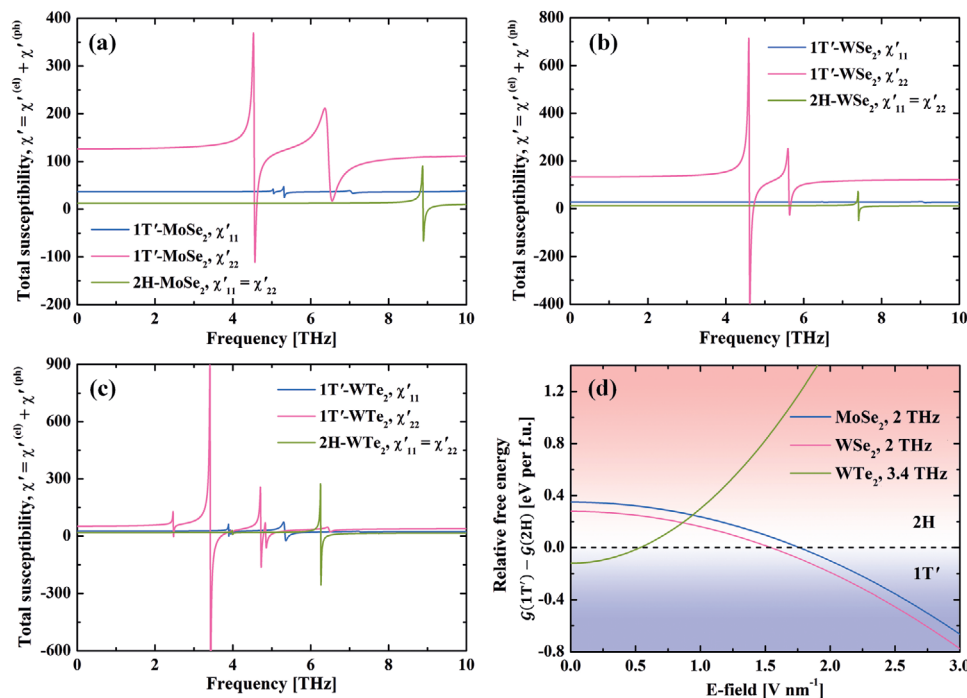 (a)
Total susceptibility, χ′ = χ′ ⁽ᵉˡ⁾ + χ′ ⁽ᵖʰ⁾
400
300
200
100
0
-100
-200
1T′-MoSe₂, χ′₁₁
1T′-MoSe₂, χ′₂₂
2H-MoSe₂, χ′₁₁ = χ′₂₂
0 2 4 6 8 10
Frequency [THz]
(b)
Total susceptibility, χ′ = χ′ ⁽ᵉˡ⁾ + χ′ ⁽ᵖʰ⁾
800
600
400
200
0
-200
-400
1T′-WSe₂, χ′₁₁
1T′-WSe₂, χ′₂₂
2H-WSe₂, χ′₁₁ = χ′₂₂
0 2 4 6 8 10
Frequency [THz]
(c)
Total susceptibility, χ′ = χ′ ⁽ᵉˡ⁾ + χ′ ⁽ᵖʰ⁾
900
600
300
0
-300
-600
1T′-WTe₂, χ′₁₁
1T′-WTe₂, χ′₂₂
2H-WTe₂, χ′₁₁ = χ′₂₂
0 2 4 6 8 10
Frequency [THz]
(d)
Relative free energy
𝒢(1T′) − 𝒢(2H) [eV per f.u.]
1.2
0.8
0.4
0.0
-0.4
-0.8
MoSe₂, 2 THz
WSe₂, 2 THz
WTe₂, 3.4 THz
2H
1T′
0.0 0.5 1.0 1.5 2.0 2.5 3.0
E-field [V nm⁻¹]